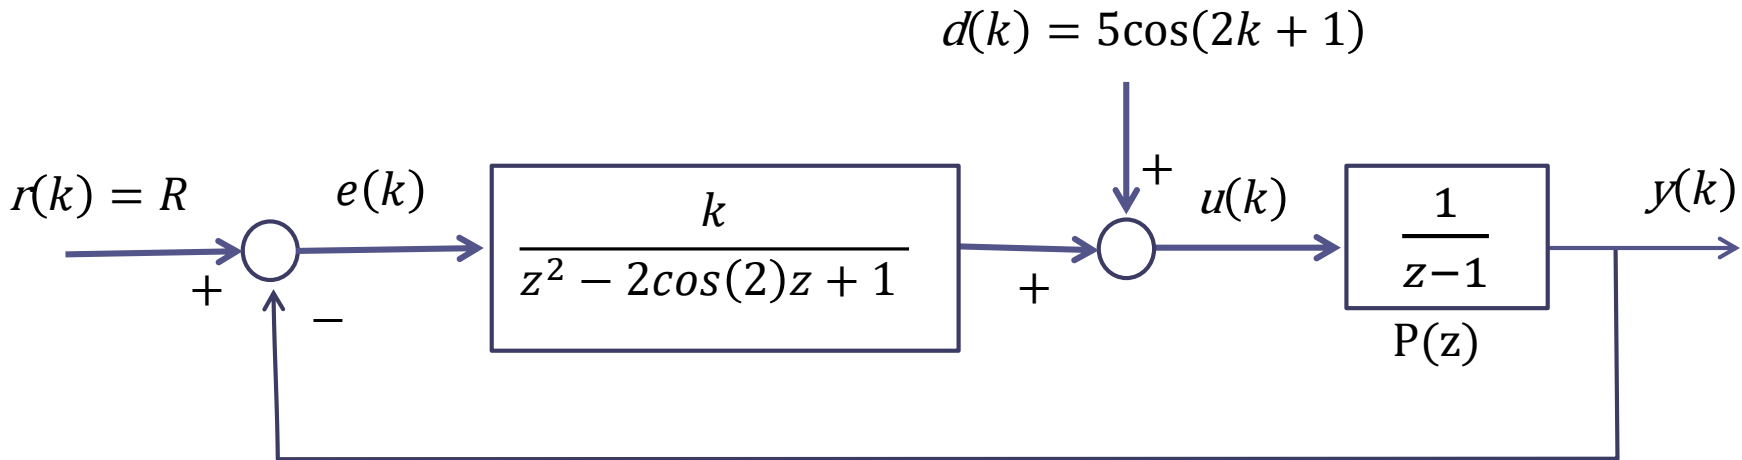 d(k) = 5cos(2k + 1)
r(k) = R
e(k)
k
z² − 2cos(2)z + 1
+
u(k)
1
z−1
y(k)
+
−
+
P(z)